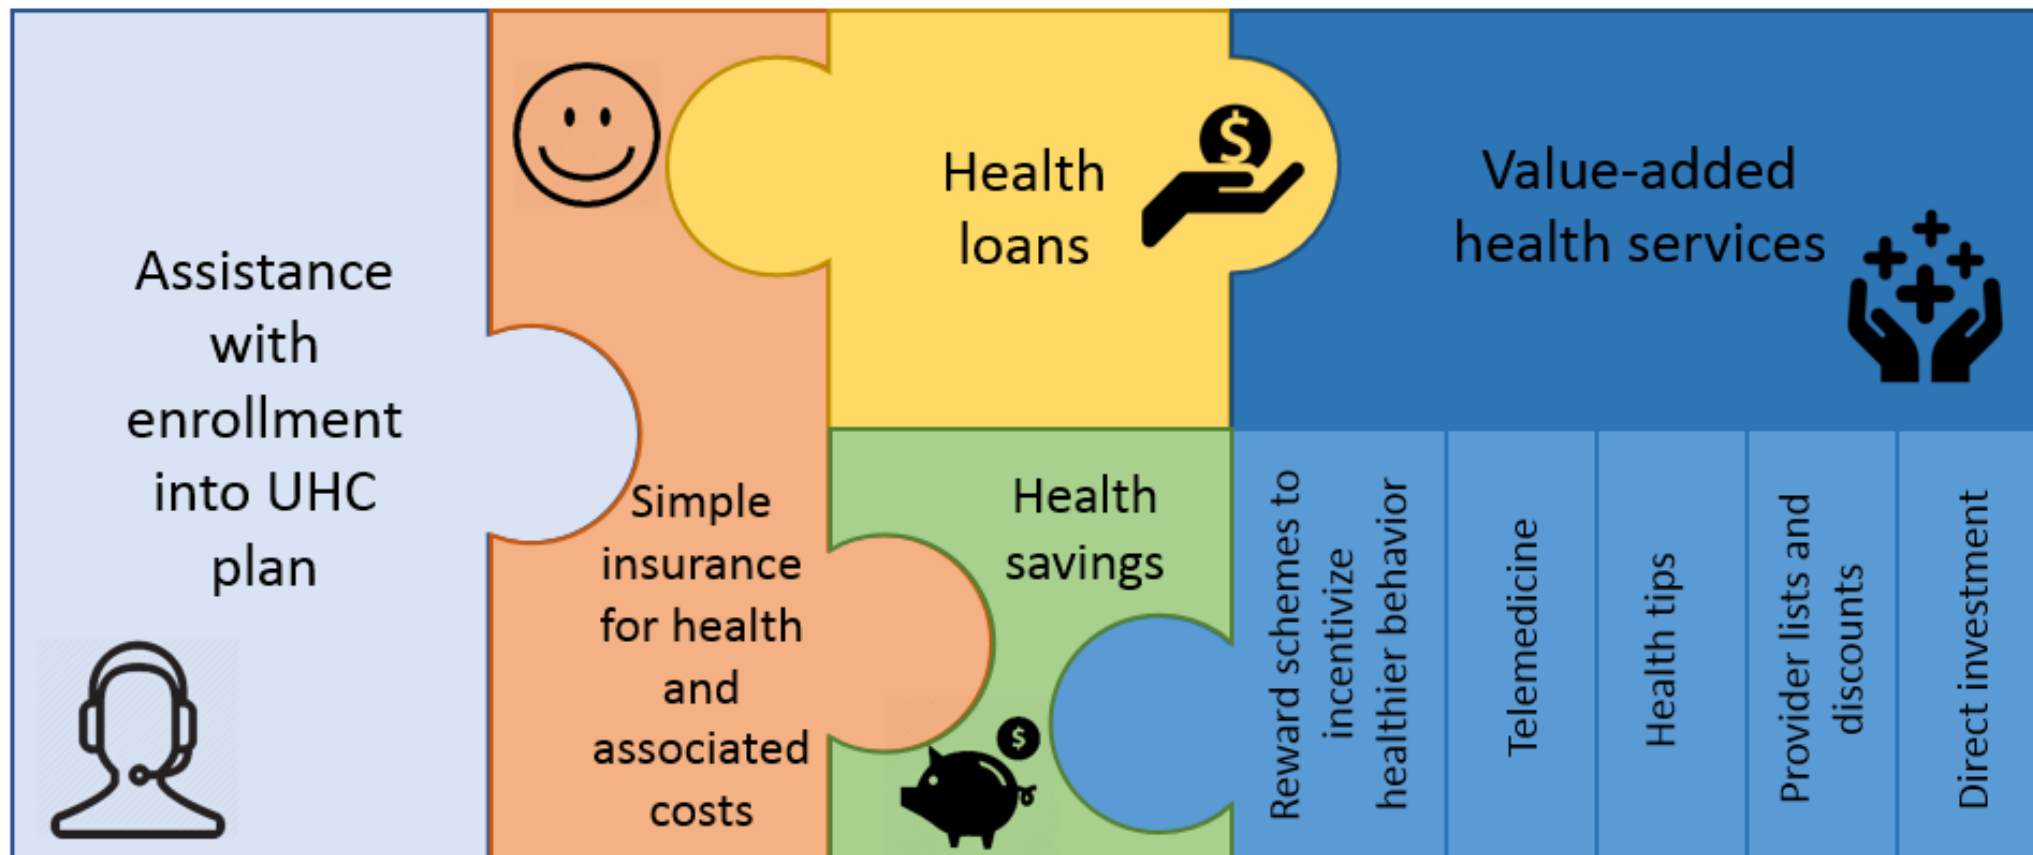 Assistance
with
enrollment
into UHC
plan
Simple
insurance
for health
and
associated
costs
Health
loans
$
Health
savings
$
Value-added
health services
Reward schemes to
incentivize
healthier behavior
Telemedicine
Health tips
Provider lists and
discounts
Direct investment